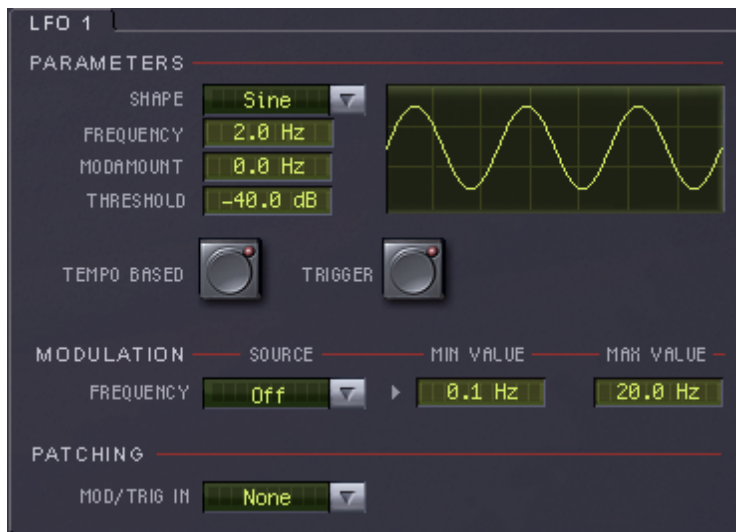 LFO 1
PARAMETERS
SHAPE Sine
FREQUENCY 2.0 Hz
MODAMOUNT 0.0 Hz
THRESHOLD -40.0 dB
TEMPO BASED TRIGGER
MODULATION SOURCE MIN VALUE MAX VALUE
FREQUENCY Off 0.1 Hz 20.0 Hz
PATCHING
MOD/TRIG IN None